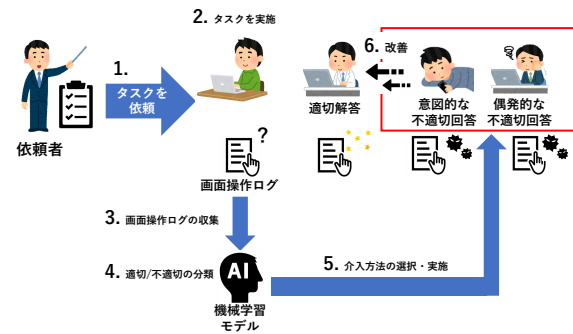 1.
タスクを
依頼
依頼者
2. タスクを実施
?
画面操作ログ
3. 画面操作ログの収集
4. 適切/不適切の分類
AI
機械学習
モデル
5. 介入方法の選択・実施
6. 改善
適切解答
意図的な
不適切回答
偶発的な
不適切回答